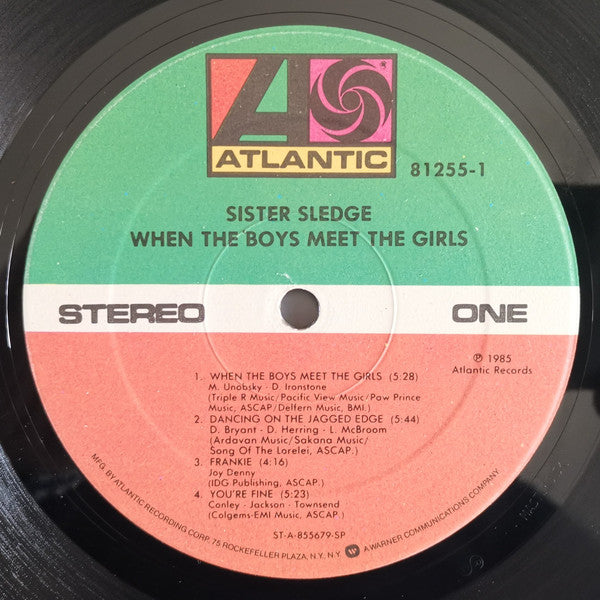 A
®
ATLANTIC
81255-1
SISTER SLEDGE
WHEN THE BOYS MEET THE GIRLS
STEREO
ONE
℗ 1985
Atlantic Records
1. WHEN THE BOYS MEET THE GIRLS (5:28)
M. Unobsky - D. Ironstone
(Triple R Music/Pacific View Music/Paw Prince
Music, ASCAP/Delfern Music, BMI.)
2. DANCING ON THE JAGGED EDGE (5:44)
D. Bryant - D. Herring - L. McBroom
(Ardavan Music/Sakana Music/
Song Of The Lorelei, ASCAP.)
3. FRANKIE (4:16)
Joy Denny
(IDG Publishing, ASCAP.)
4. YOU'RE FINE (5:23)
Conley - Jackson - Townsend
(Colgems-EMI Music, ASCAP.)
ST-A-855679-SP
MFG. BY ATLANTIC RECORDING CORP. 75 ROCKEFELLER PLAZA, N.Y., N.Y. W A WARNER COMMUNICATIONS COMPANY.